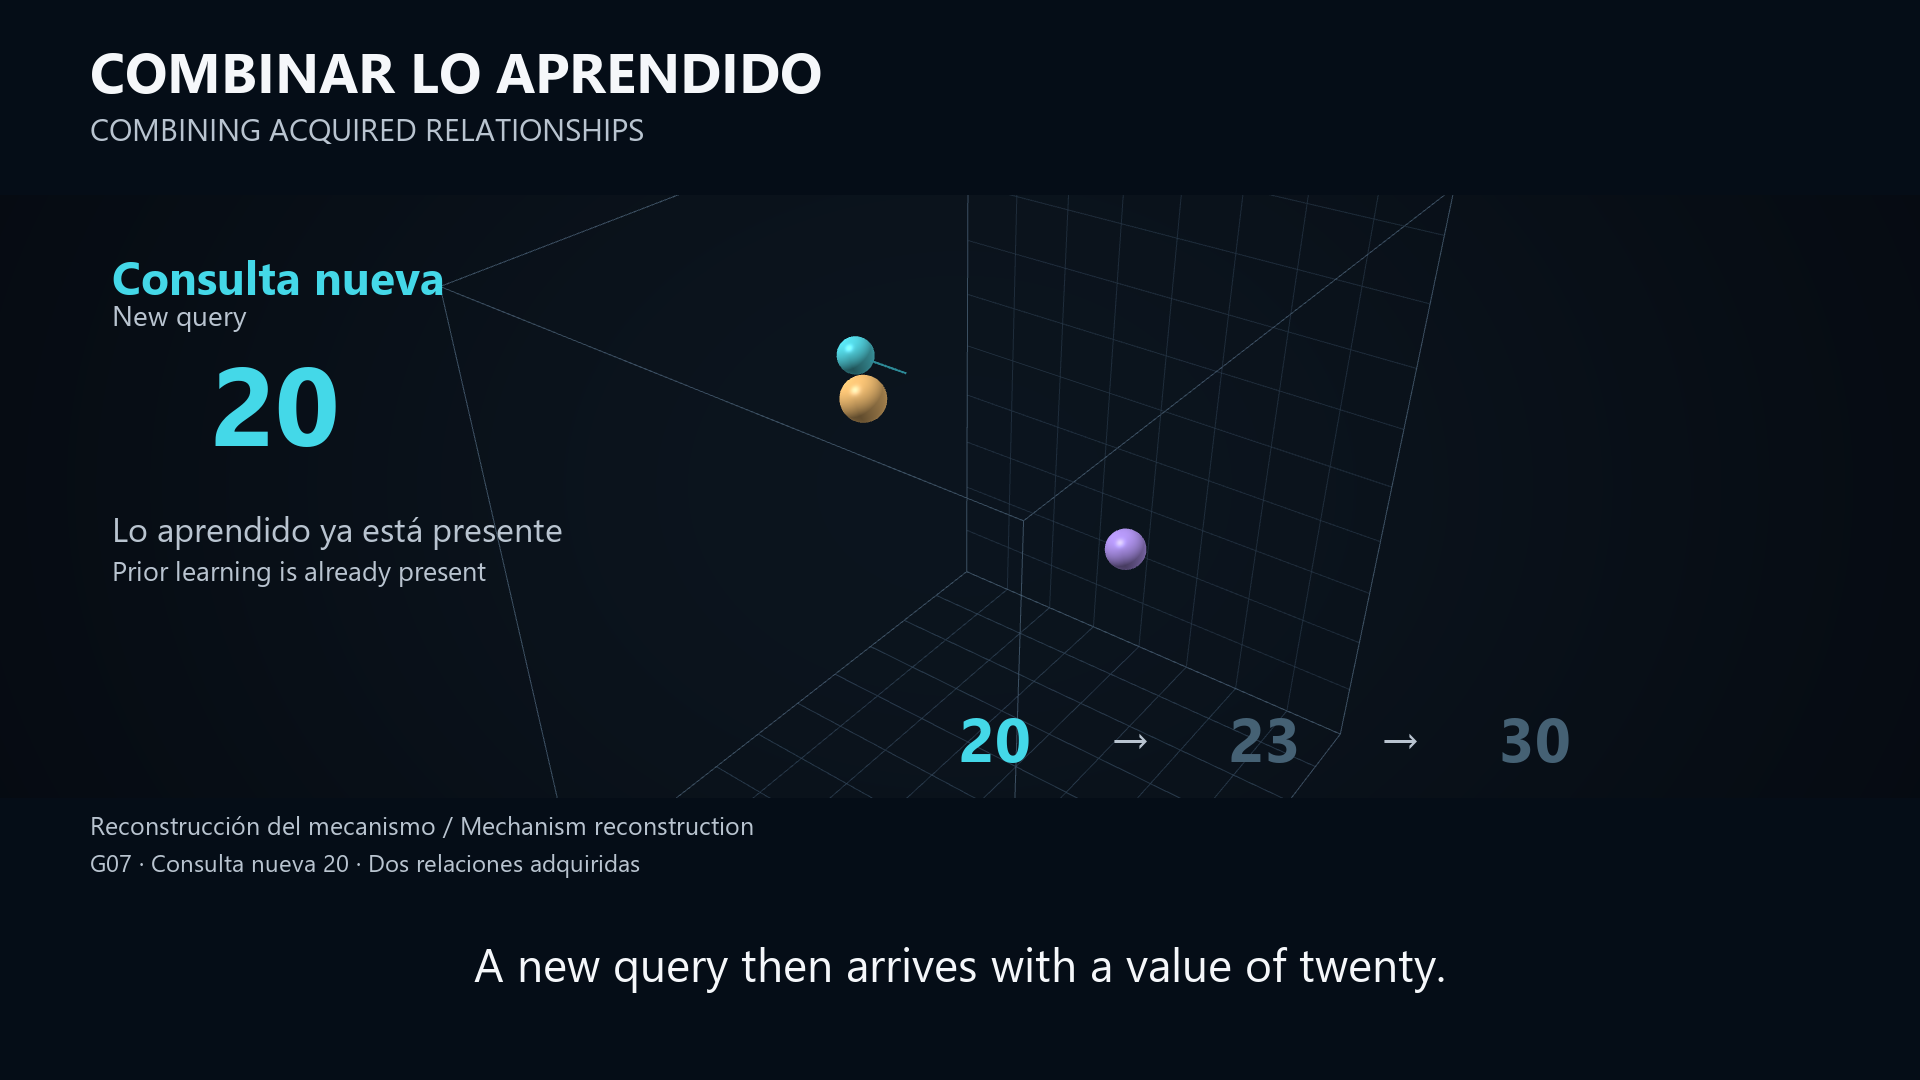 COMBINAR LO APRENDIDO
COMBINING ACQUIRED RELATIONSHIPS
Consulta nueva
New query
20
Lo aprendido ya está presente
Prior learning is already present
20 → 23 → 30
Reconstrucción del mecanismo / Mechanism reconstruction
G07 · Consulta nueva 20 · Dos relaciones adquiridas
A new query then arrives with a value of twenty.